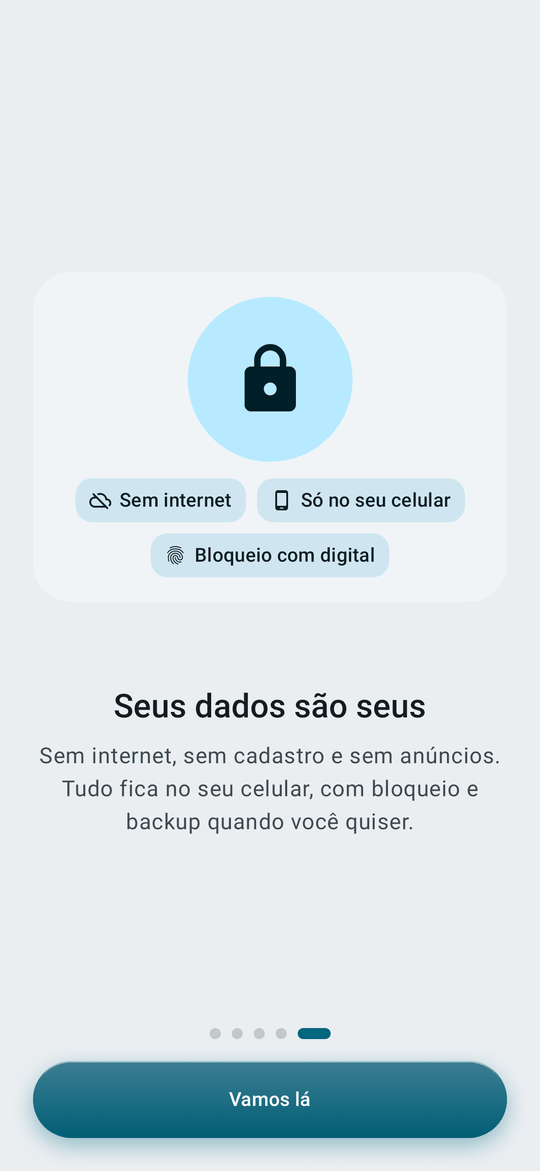 Sem internet
Só no seu celular
Bloqueio com digital
Seus dados são seus
Sem internet, sem cadastro e sem anúncios.
Tudo fica no seu celular, com bloqueio e
backup quando você quiser.
Vamos lá